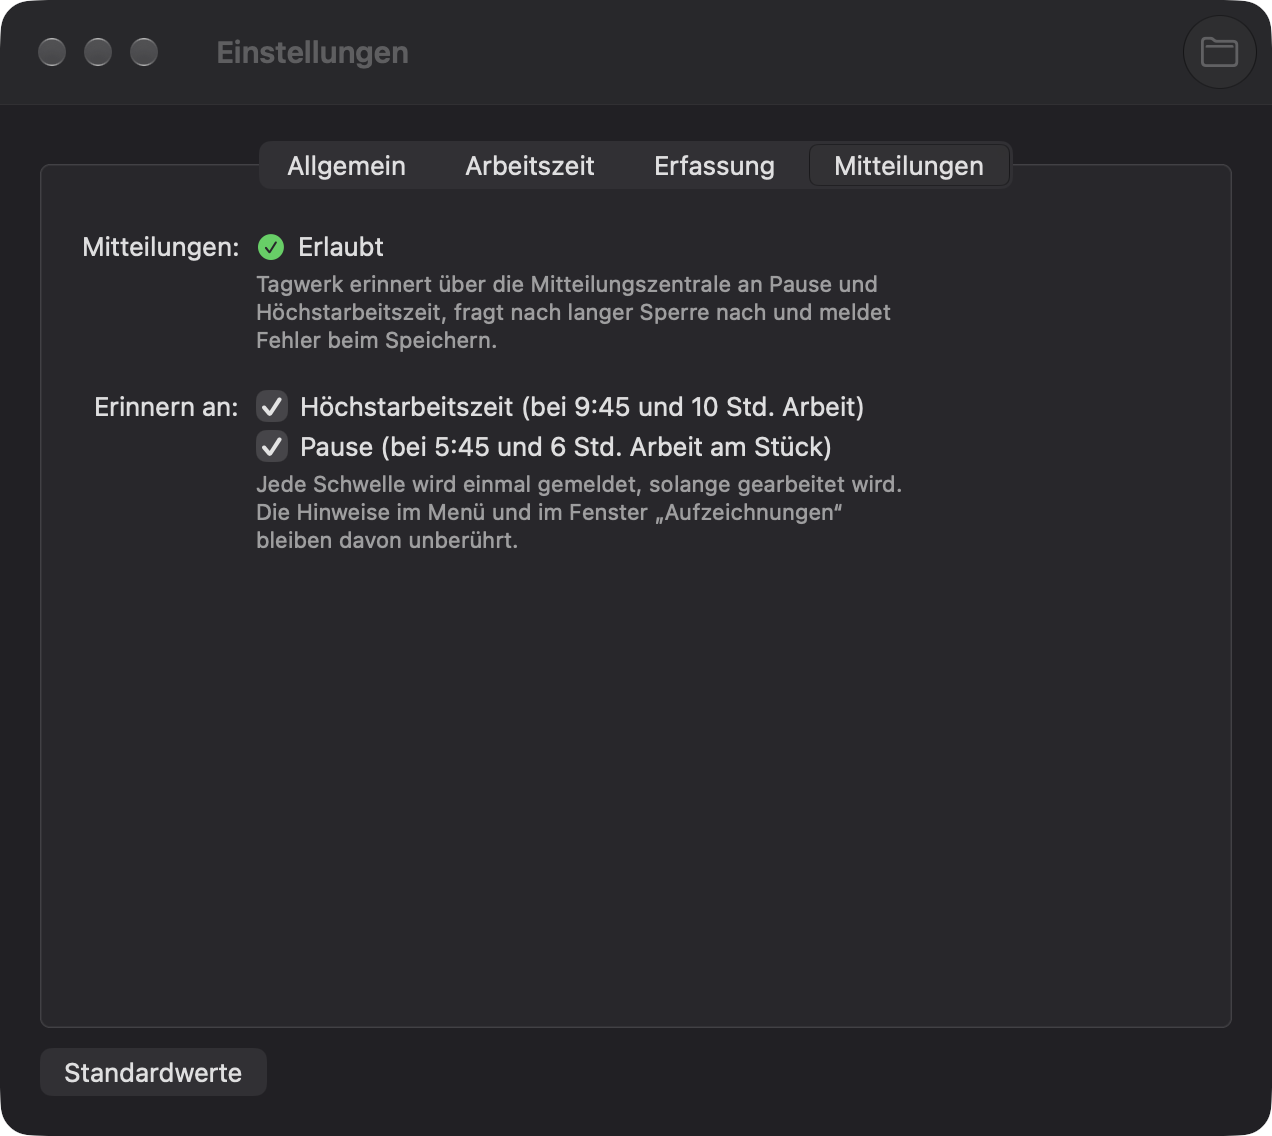 Einstellungen
Allgemein Arbeitszeit Erfassung Mitteilungen
Mitteilungen: Erlaubt
Tagwerk erinnert über die Mitteilungszentrale an Pause und
Höchstarbeitszeit, fragt nach langer Sperre nach und meldet
Fehler beim Speichern.
Erinnern an: Höchstarbeitszeit (bei 9:45 und 10 Std. Arbeit)
Pause (bei 5:45 und 6 Std. Arbeit am Stück)
Jede Schwelle wird einmal gemeldet, solange gearbeitet wird.
Die Hinweise im Menü und im Fenster „Aufzeichnungen“
bleiben davon unberührt.
Standardwerte